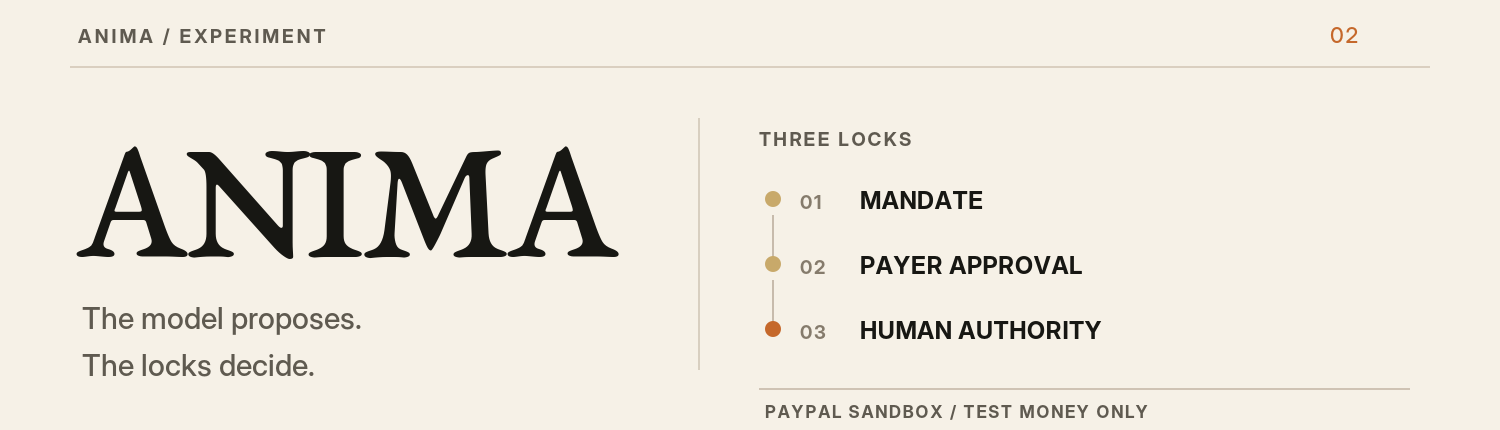 ANIMA / EXPERIMENT
02
ANIMA
The model proposes.
The locks decide.
THREE LOCKS
01 MANDATE
02 PAYER APPROVAL
03 HUMAN AUTHORITY
PAYPAL SANDBOX / TEST MONEY ONLY